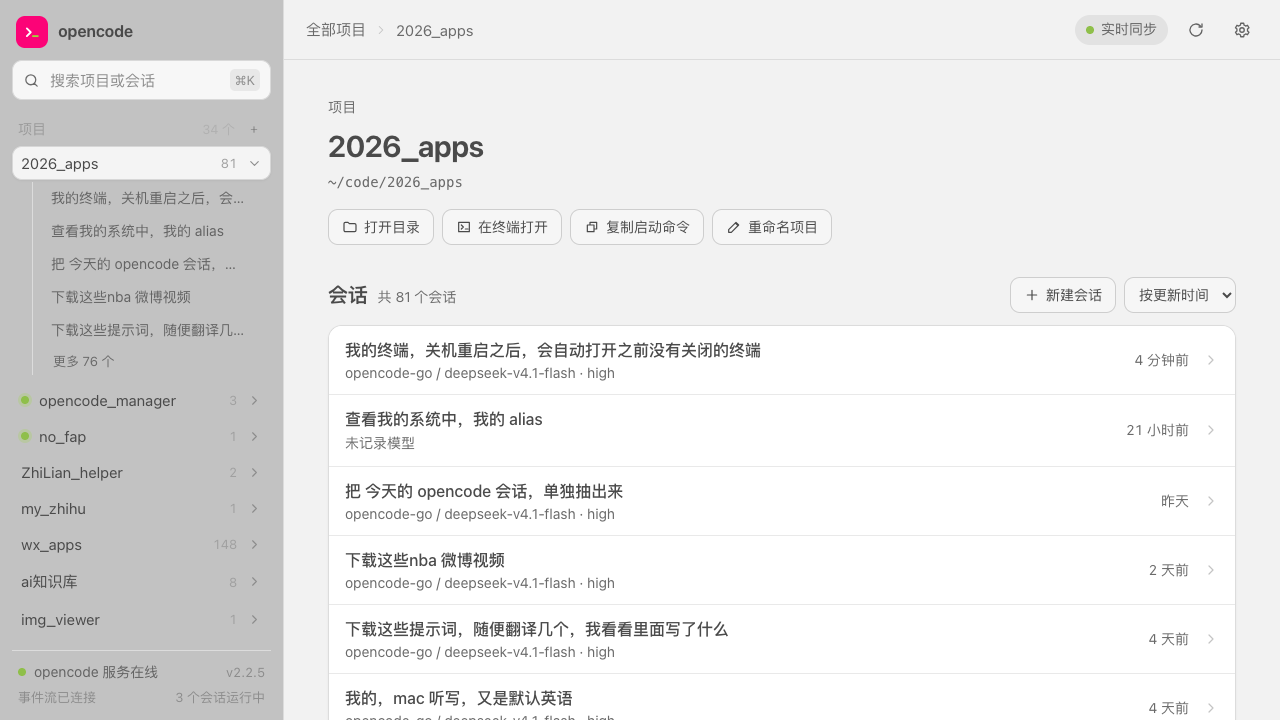 opencode
搜索项目或会话 ⌘K
项目 34 个 +
2026_apps 81
我的终端，关机重启之后，会...
查看我的系统中，我的 alias
把 今天的 opencode 会话，...
下载这些nba 微博视频
下载这些提示词，随便翻译几...
更多 76 个
opencode_manager 3
no_fap 1
ZhiLian_helper 2
my_zhihu 1
wx_apps 148
ai知识库 8
img_viewer 1
opencode 服务在线 v2.2.5
事件流已连接 3 个会话运行中
全部项目 2026_apps 实时同步
项目
2026_apps
~/code/2026_apps
打开目录 在终端打开 复制启动命令 重命名项目
会话 共 81 个会话 新建会话 按更新时间
我的终端，关机重启之后，会自动打开之前没有关闭的终端
opencode-go / deepseek-v4.1-flash · high 4 分钟前
查看我的系统中，我的 alias
未记录模型 21 小时前
把 今天的 opencode 会话，单独抽出来
opencode-go / deepseek-v4.1-flash · high 昨天
下载这些nba 微博视频
opencode-go / deepseek-v4.1-flash · high 2 天前
下载这些提示词，随便翻译几个，我看看里面写了什么
opencode-go / deepseek-v4.1-flash · high 4 天前
我的，mac 听写，又是默认英语
opencode-go / deepseek-v4.1-flash · high 4 天前